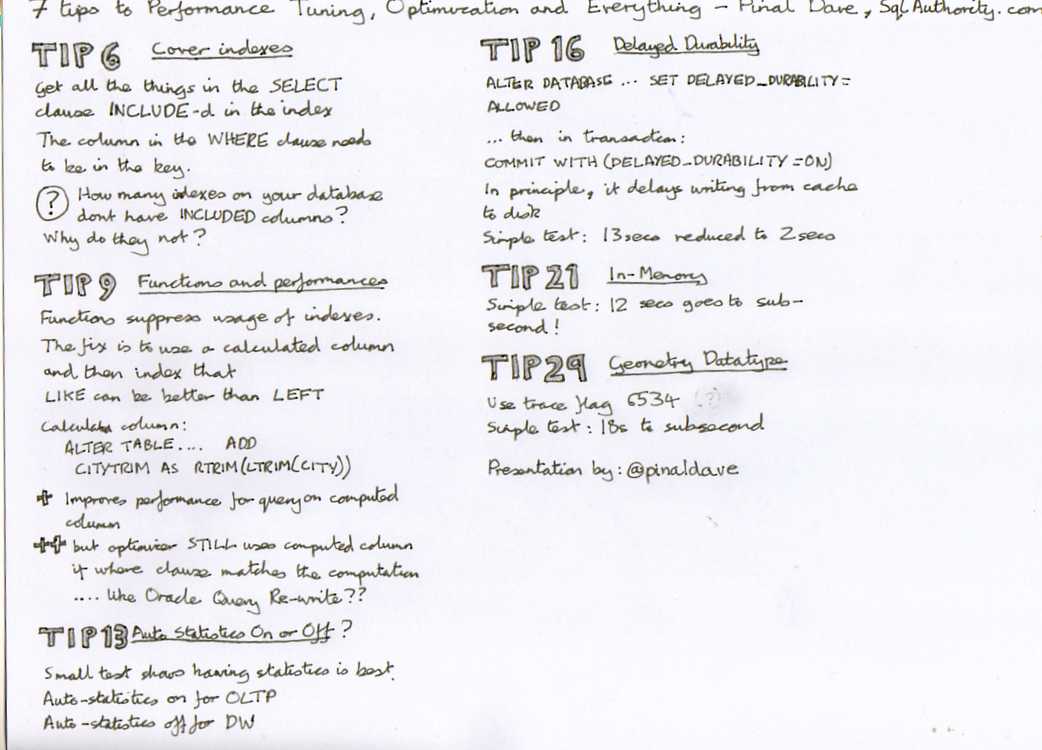 7 tips to Performance Tuning, Optimization and Everything - Pinal Dave, SqlAuthority.com
TIP 6 Cover indexes
Get all the things in the SELECT
clause INCLUDE-d in the index
The column in the WHERE clause needs
to be in the key.
? How many indexes on your database
dont have INCLUDED columns?
Why do they not?
TIP 9 Functions and performances
Functions suppress usage of indexes.
The fix is to use a calculated column
and then index that
LIKE can be better than LEFT
Calculate column:
ALTER TABLE.... ADD
CITYTRIM AS RTRIM(LTRIM(CITY))
+ Improves performance for query on computed
column
++ but optimizer STILL uses computed column
if where clause matches the computation
.... like Oracle Query Re-write??
TIP 13 Auto Statistics On or Off?
Small test shows having statistics is best.
Auto-statistics on for OLTP
Auto-statistics off for DW
TIP 16 Delayed Durability
ALTER DATABASE ... SET DELAYED_DURABILITY =
ALLOWED
... then in transaction:
COMMIT WITH (DELAYED_DURABILITY = ON)
In principle, it delays writing from cache
to disk
Simple test: 13 secs reduced to 2 secs
TIP 21 In-Memory
Simple test: 12 secs goes to sub-
second!
TIP 29 Geometry Datatype
Use trace flag 6534 (?)
Simple test: 18s to subsecond
Presentation by: @pinaldave